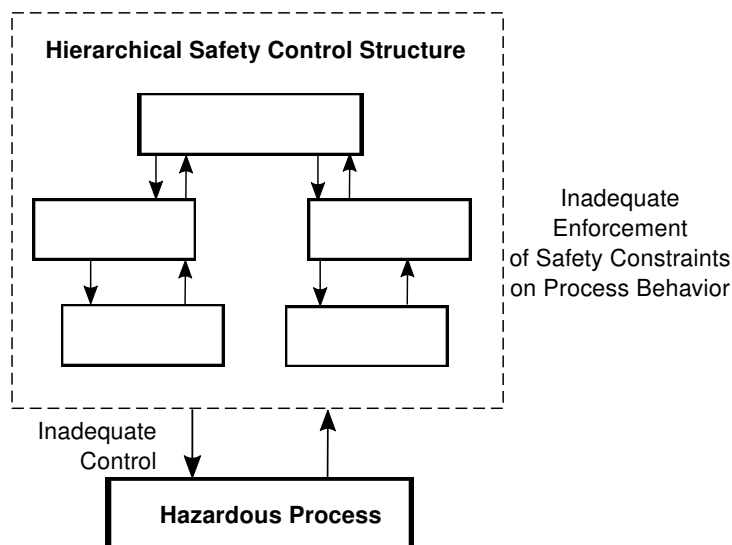 Hierarchical Safety Control Structure
Inadequate
Enforcement
of Safety Constraints
on Process Behavior
Inadequate
Control
Hazardous Process